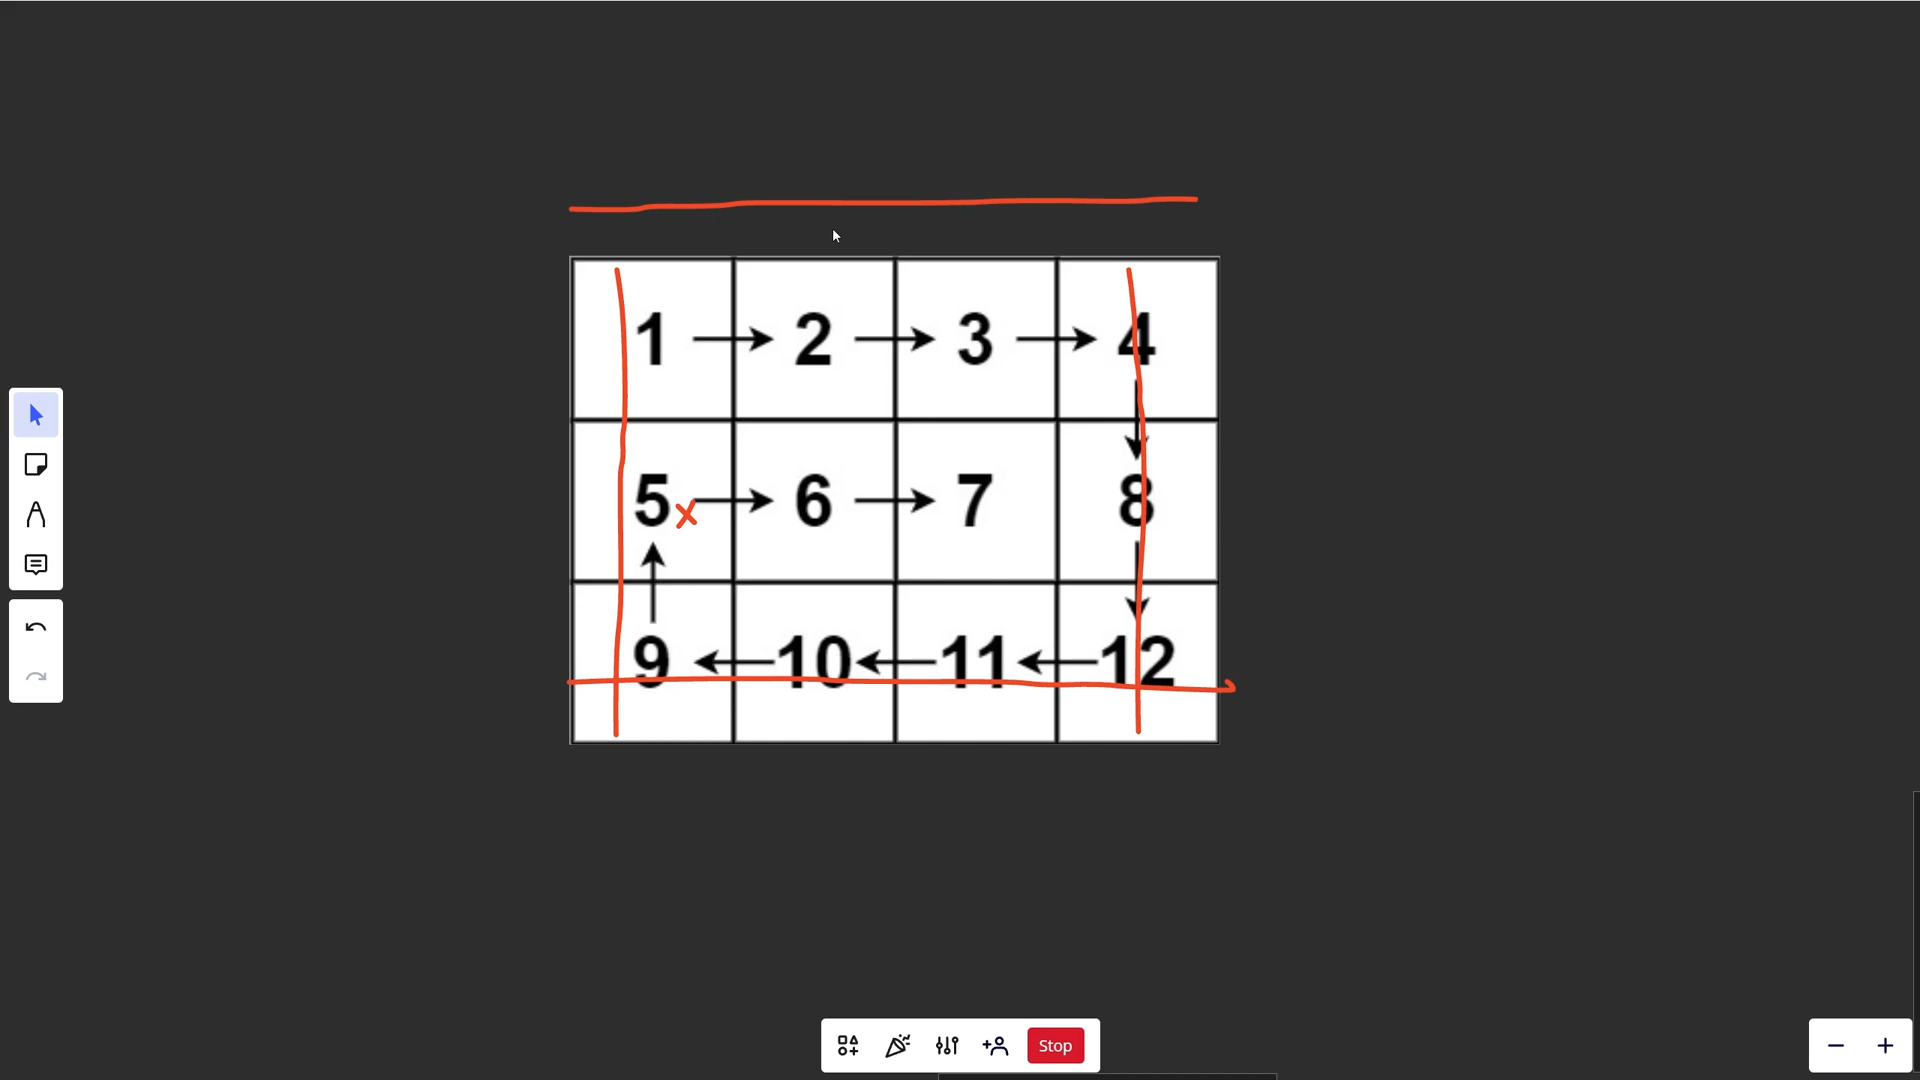 1 → 2 → 3 → 4
5 → 6 → 7 8
9 ← 10 ← 11 ← 12
Stop